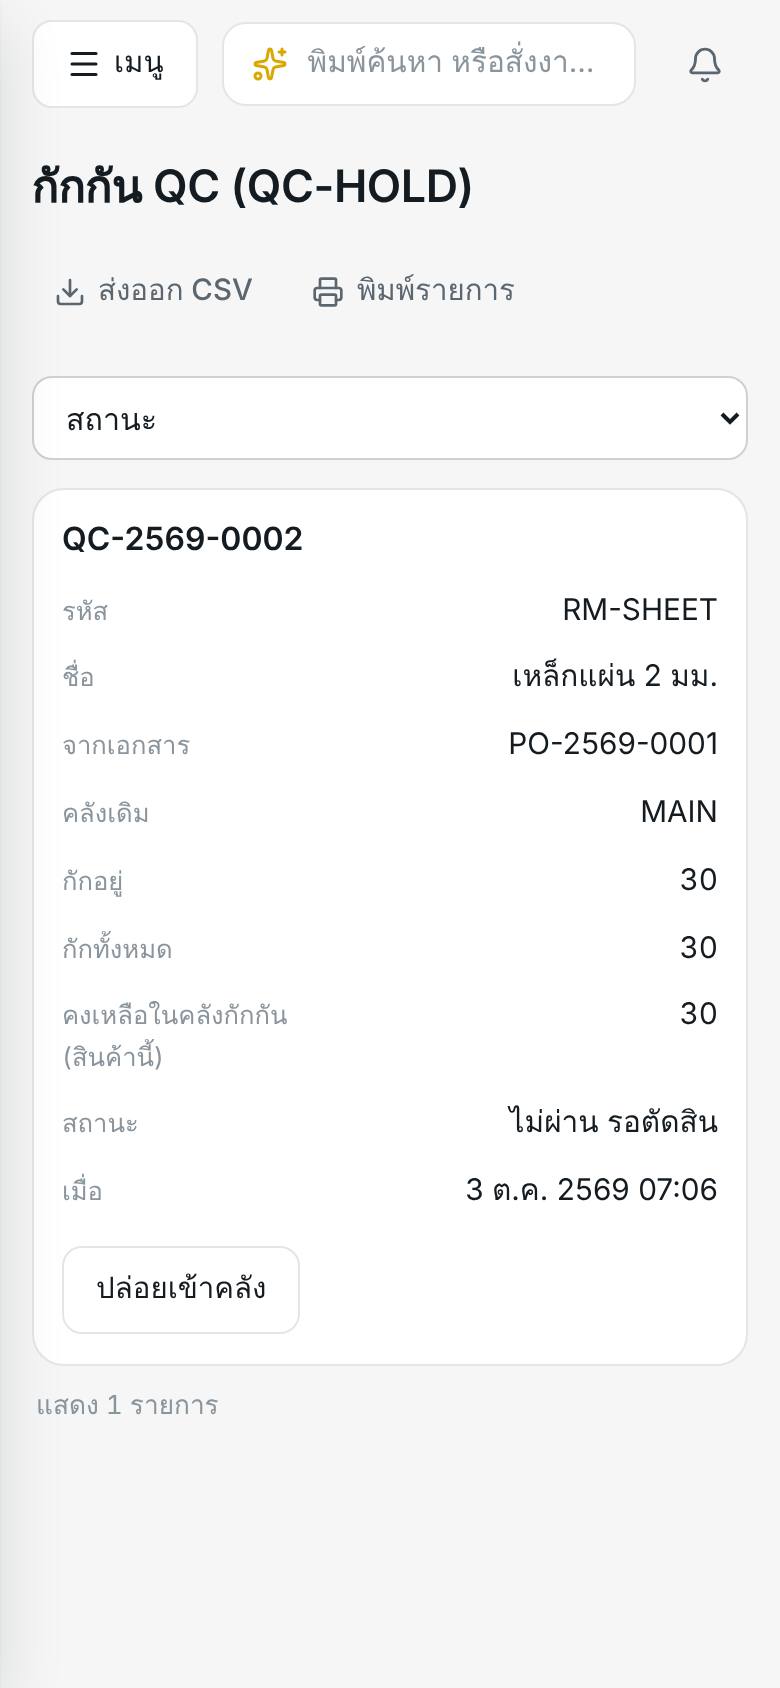 เมนู
พิมพ์ค้นหา หรือสั่งงา...
กักกัน QC (QC-HOLD)
ส่งออก CSV
พิมพ์รายการ
สถานะ
QC-2569-0002
รหัส RM-SHEET
ชื่อ เหล็กแผ่น 2 มม.
จากเอกสาร PO-2569-0001
คลังเดิม MAIN
กักอยู่ 30
กักทั้งหมด 30
คงเหลือในคลังกักกัน 30
(สินค้านี้)
สถานะ ไม่ผ่าน รอตัดสิน
เมื่อ 3 ต.ค. 2569 07:06
ปล่อยเข้าคลัง
แสดง 1 รายการ